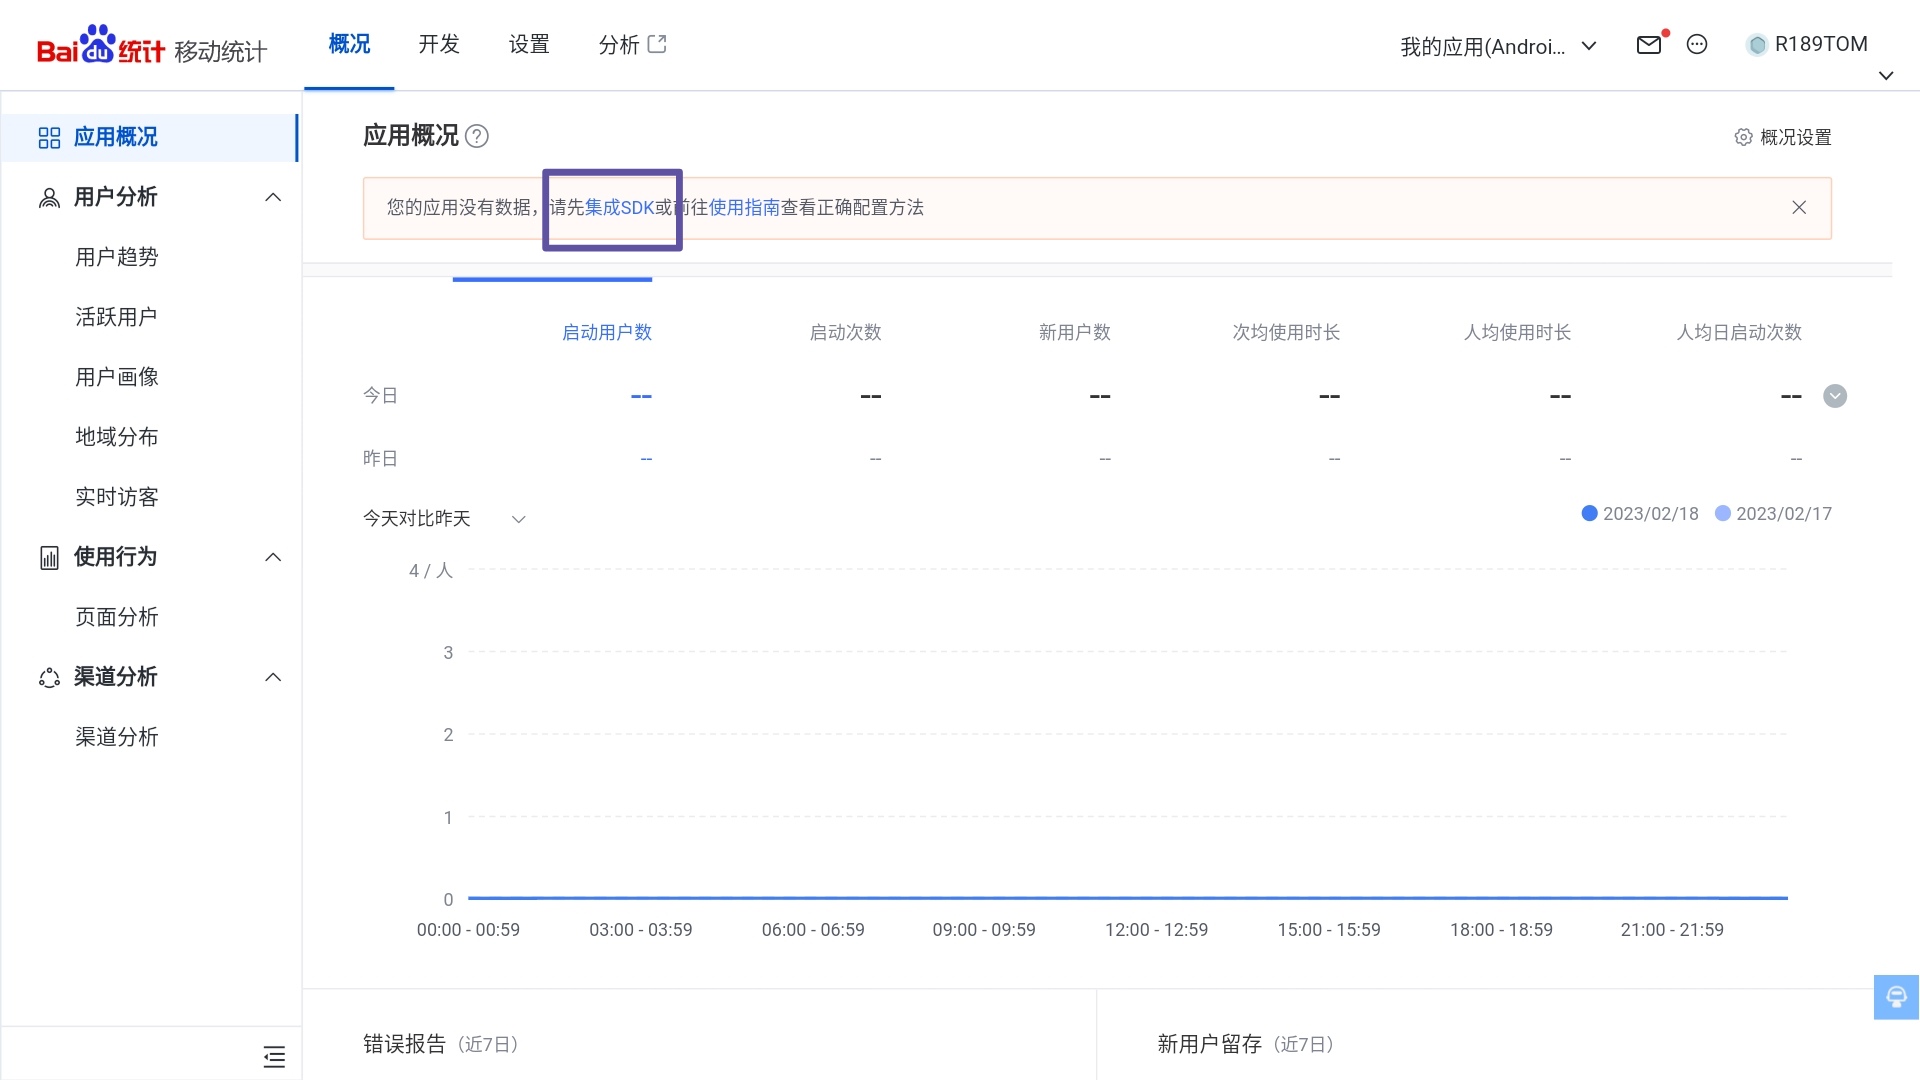 Baidu统计 移动统计
概况 开发 设置 分析
我的应用(Androi... R189TOM
应用概况
用户分析
用户趋势
活跃用户
用户画像
地域分布
实时访客
使用行为
页面分析
渠道分析
渠道分析
应用概况 ?
概况设置
您的应用没有数据，请先集成SDK或前往使用指南查看正确配置方法
启动用户数 启动次数 新用户数 次均使用时长 人均使用时长 人均日启动次数
今日 -- -- -- -- -- --
昨日 -- -- -- -- -- --
今天对比昨天
2023/02/18 2023/02/17
4 / 人
3
2
1
0
00:00 - 00:59 03:00 - 03:59 06:00 - 06:59 09:00 - 09:59 12:00 - 12:59 15:00 - 15:59 18:00 - 18:59 21:00 - 21:59
错误报告（近7日）
新用户留存（近7日）